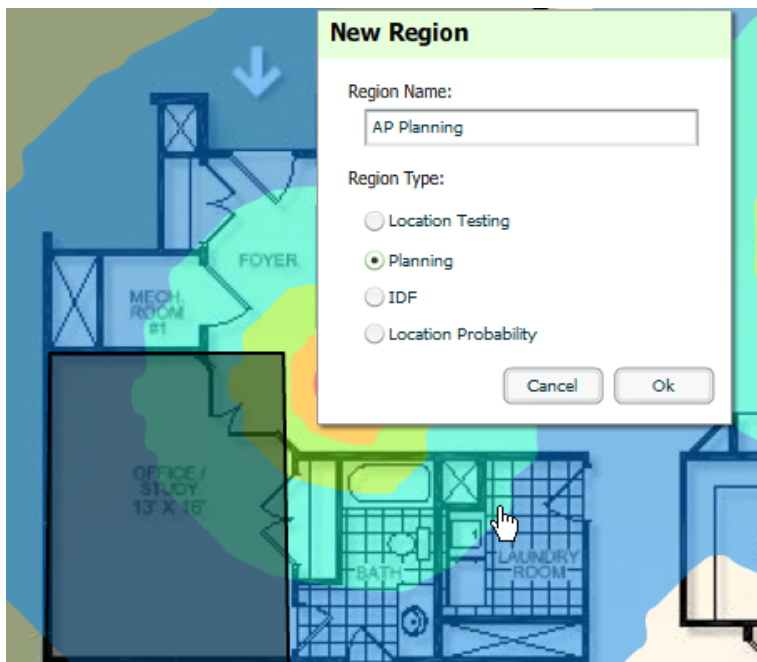 New Region
Region Name:
AP Planning
Region Type:
Location Testing
Planning
IDF
Location Probability
Cancel
Ok
FOYER
MECH.
ROOM
#1
OFFICE /
STUDY
13' X 16'
BATH
1
LAUNDRY
ROOM